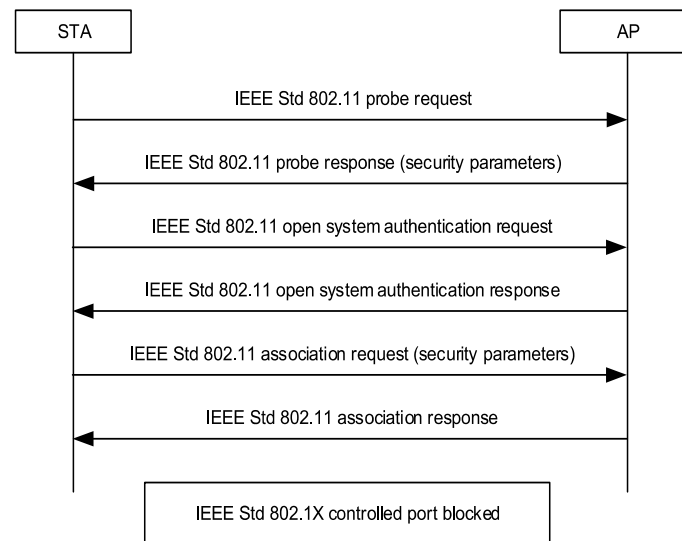 STA
AP
IEEE Std 802.11 probe request
IEEE Std 802.11 probe response (security parameters)
IEEE Std 802.11 open system authentication request
IEEE Std 802.11 open system authentication response
IEEE Std 802.11 association request (security parameters)
IEEE Std 802.11 association response
IEEE Std 802.1X controlled port blocked